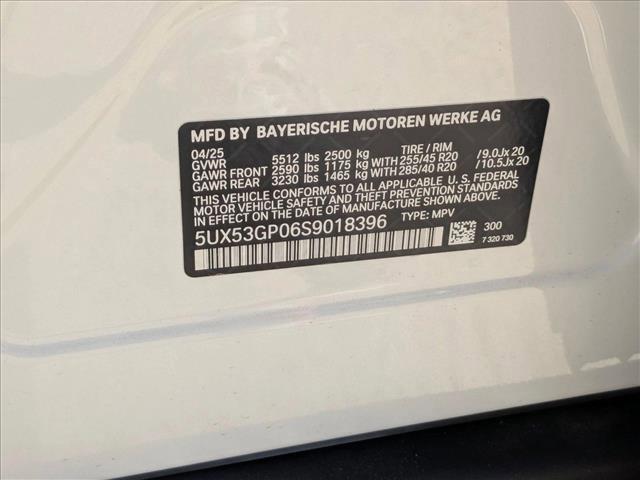 MFD BY BAYERISCHE MOTOREN WERKE AG
04/25 TIRE / RIM
GVWR 5512 lbs 2500 kg
GAWR FRONT 2590 lbs 1175 kg WITH 255/45 R20 /9.0Jx 20
GAWR REAR 3230 lbs 1465 kg WITH 285/40 R20 /10.5Jx 20
THIS VEHICLE CONFORMS TO ALL APPLICABLE U.S. FEDERAL
MOTOR VEHICLE SAFETY AND THEFT PREVENTION STANDARDS
IN EFFECT ON THE DATE OF MANUFACTURE SHOWN ABOVE.
5UX53GP06S9018396 TYPE: MPV
300
7 320 730